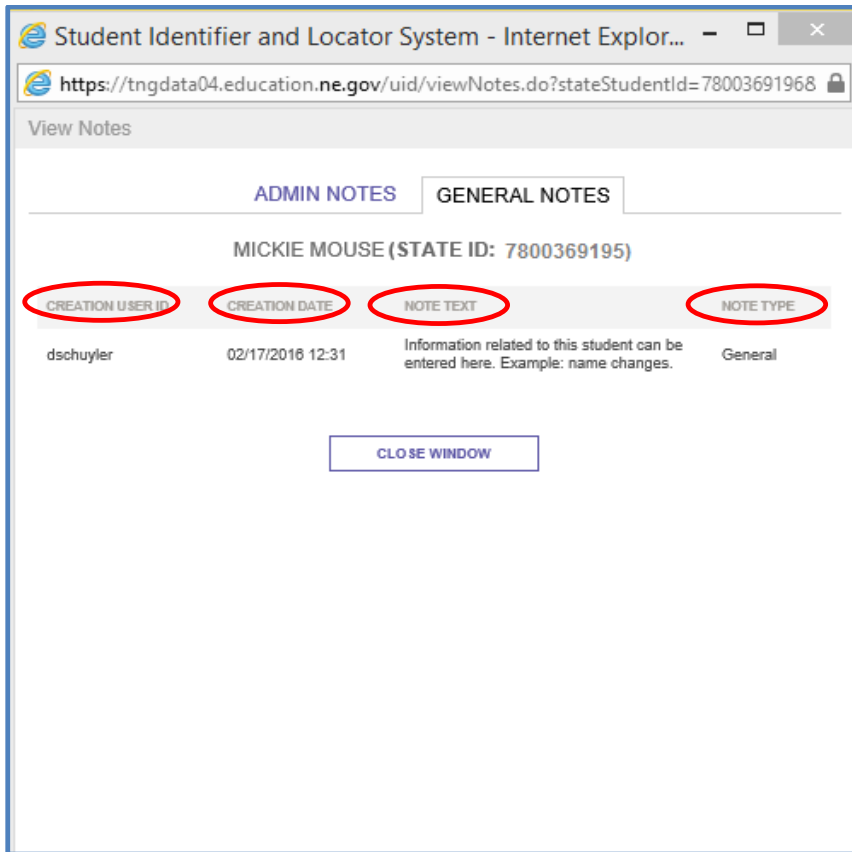 Student Identifier and Locator System - Internet Explor...
https://tngdata04.education.ne.gov/uid/viewNotes.do?stateStudentId=78003691968
View Notes
ADMIN NOTES GENERAL NOTES
MICKIE MOUSE (STATE ID: 7800369195)
CREATION USER ID CREATION DATE NOTE TEXT NOTE TYPE
dschuyler 02/17/2016 12:31 Information related to this student can be General
entered here. Example: name changes.
CLOSE WINDOW